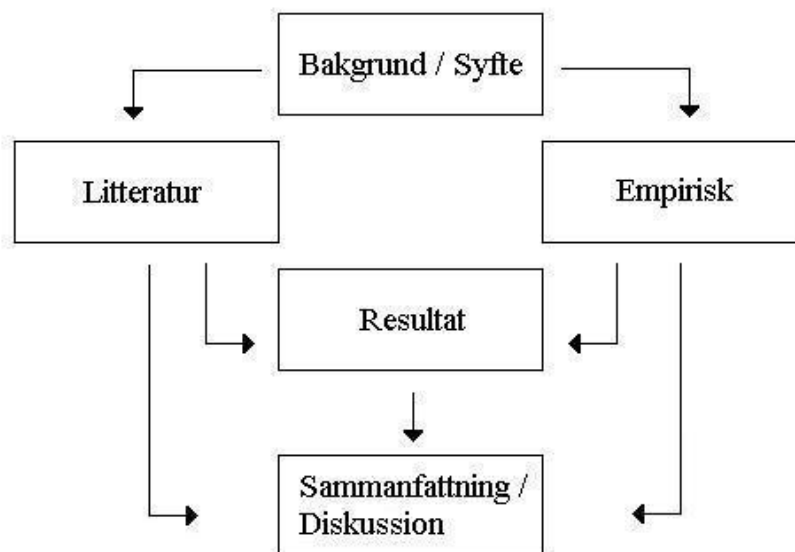 Bakgrund / Syfte
Litteratur
Empirisk
Resultat
Sammanfattning /
Diskussion